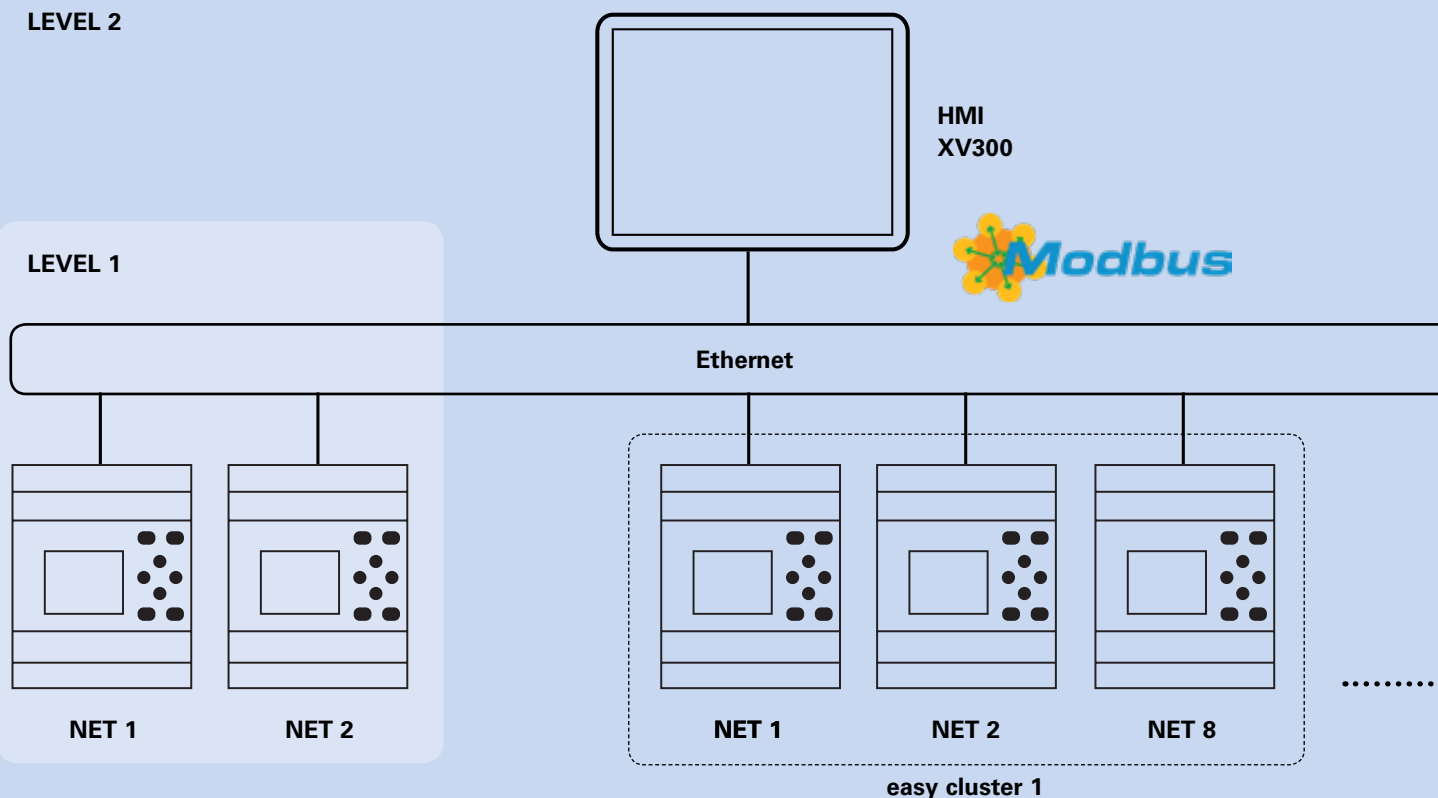 LEVEL 2
HMI
XV300
Modbus
LEVEL 1
Ethernet
NET 1
NET 2
NET 1
NET 2
NET 8
easy cluster 1